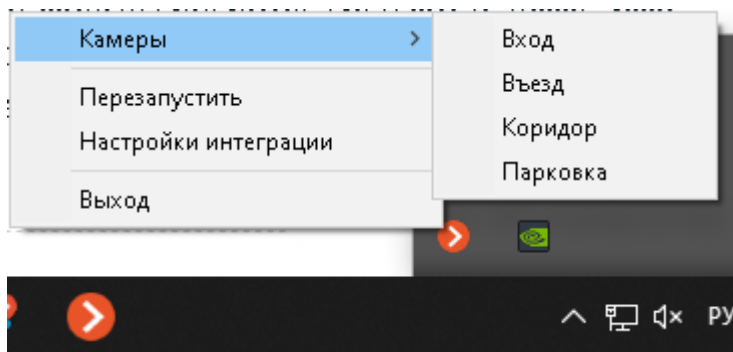 Камеры
Вход
Въезд
Перезапустить
Коридор
Настройки интеграции
Парковка
Выход
РУ